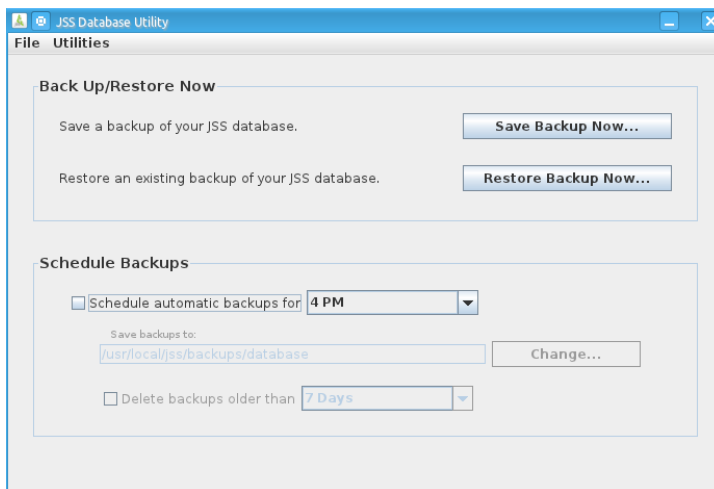 JSS Database Utility
File Utilities
Back Up/Restore Now
Save a backup of your JSS database.
Save Backup Now...
Restore an existing backup of your JSS database.
Restore Backup Now...
Schedule Backups
Schedule automatic backups for 4 PM
Save backups to:
/usr/local/jss/backups/database
Change...
Delete backups older than 7 Days